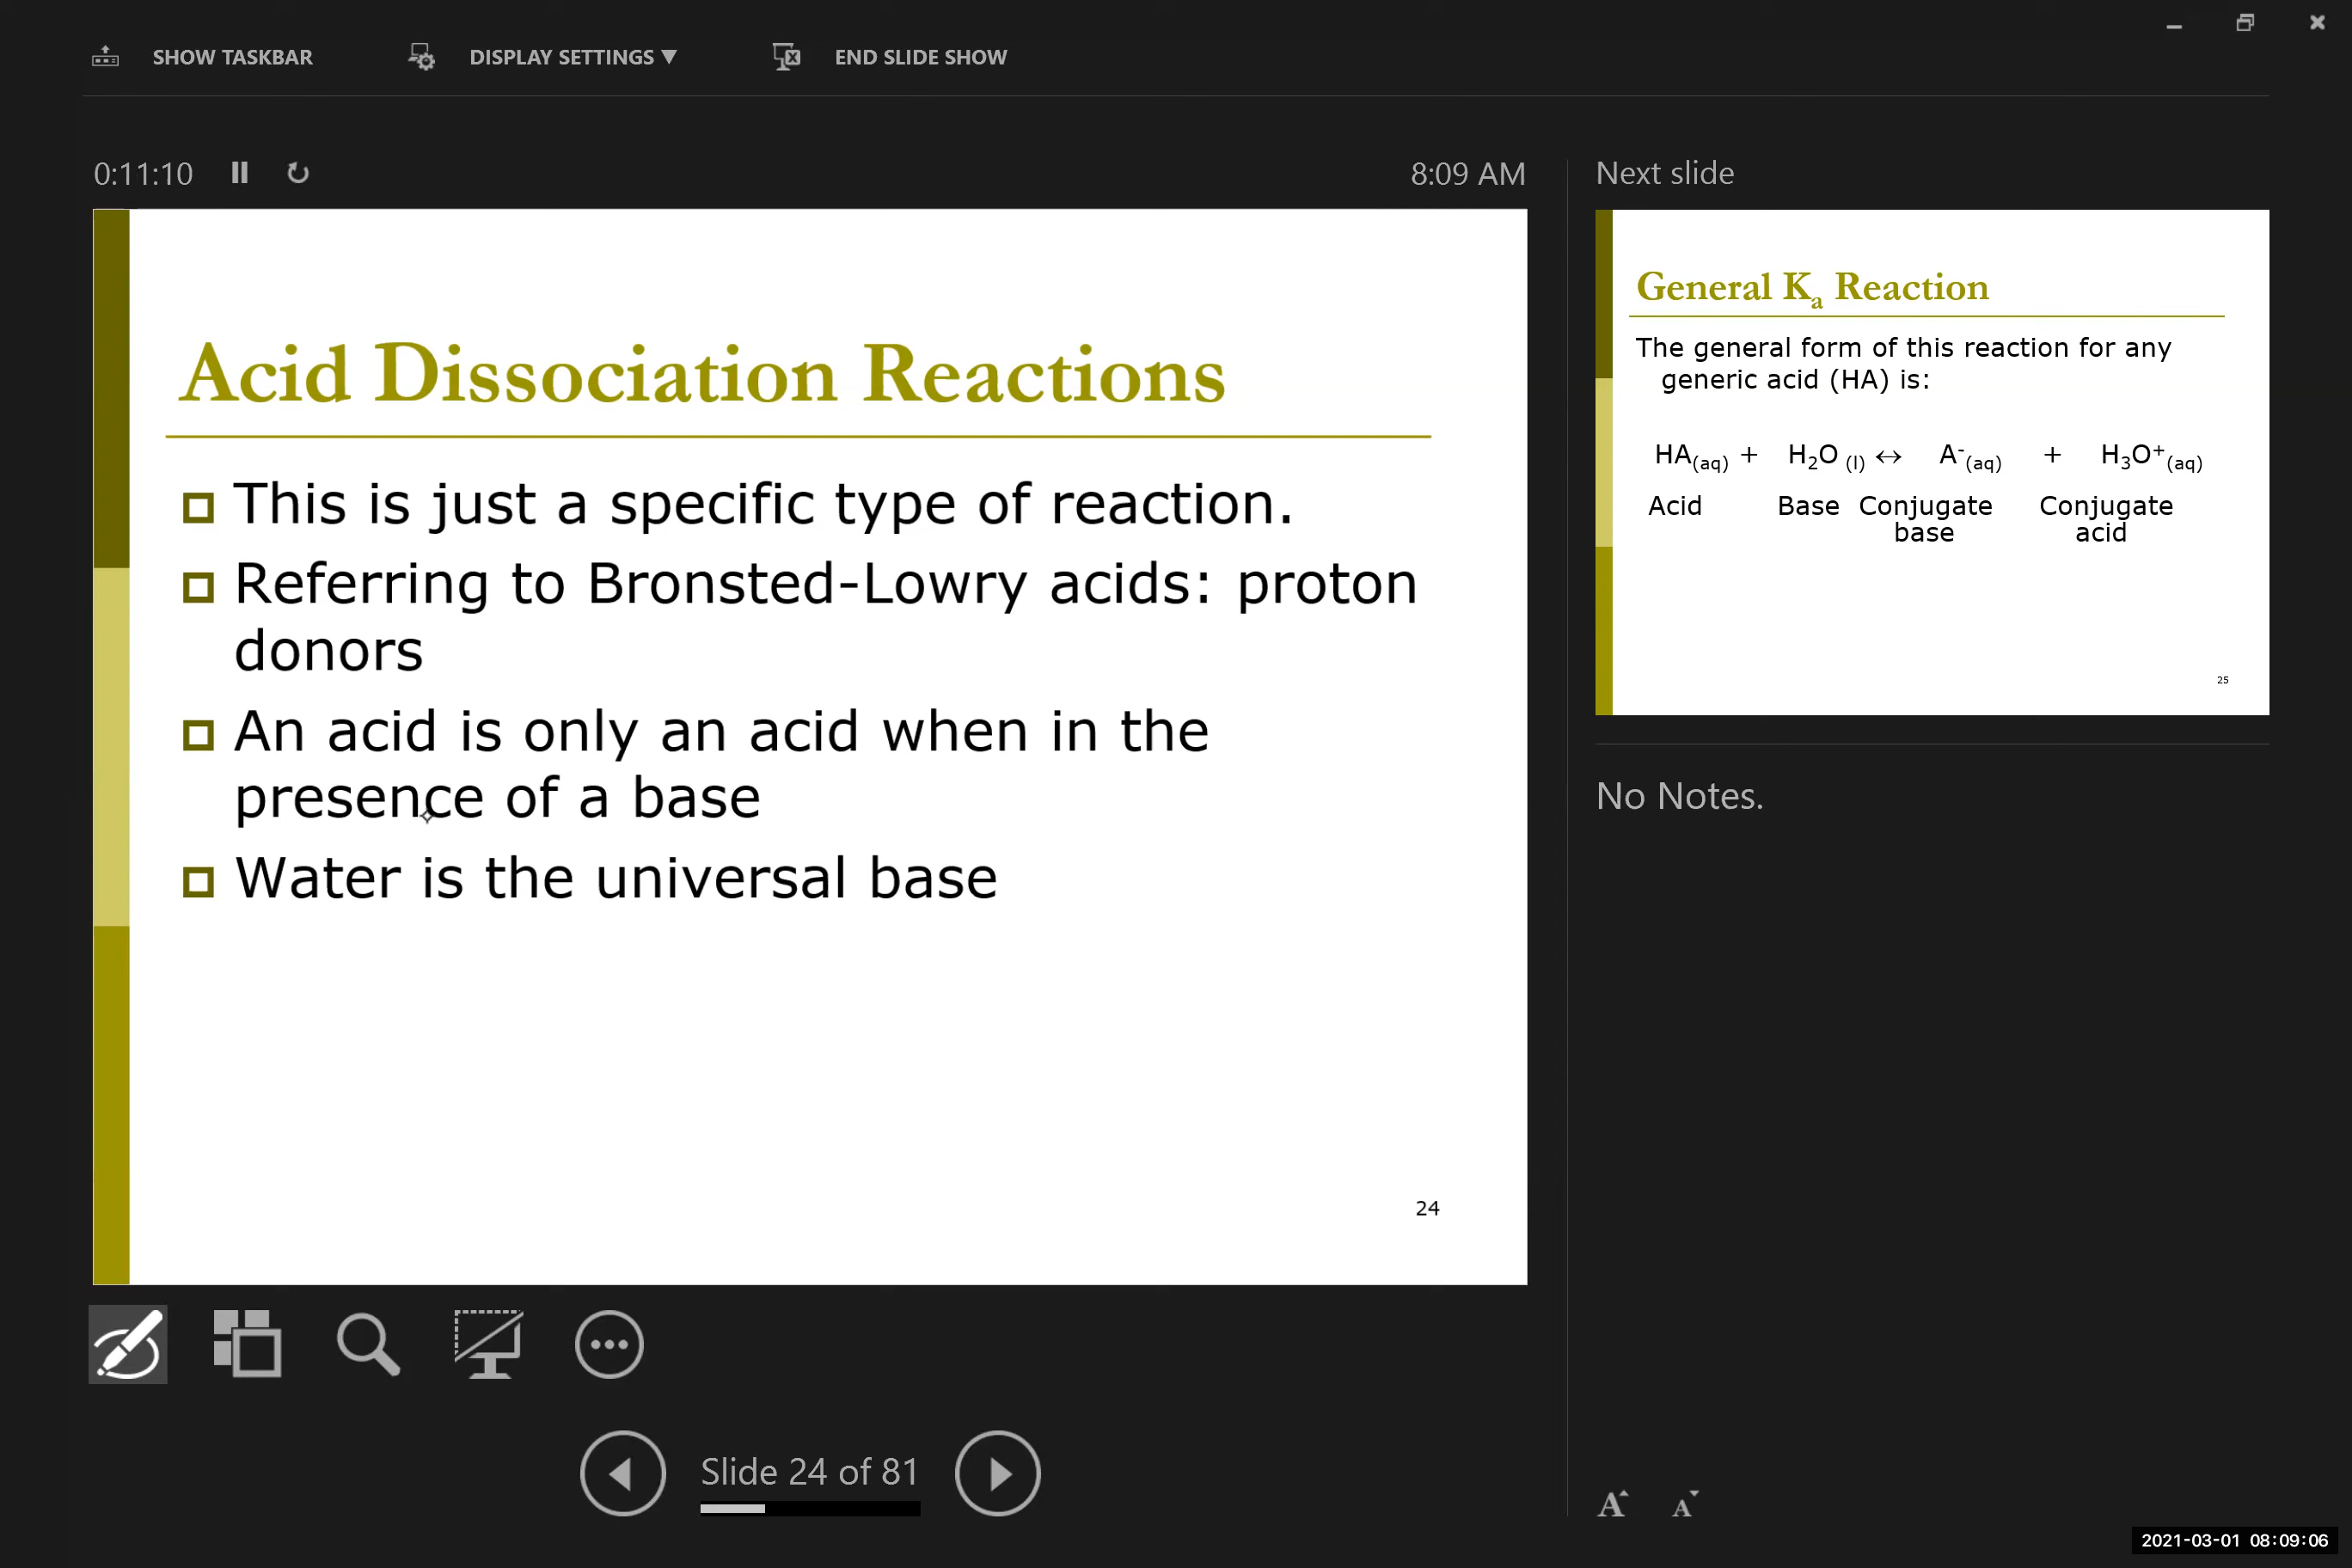 SHOW TASKBAR DISPLAY SETTINGS ▼ END SLIDE SHOW
0:11:10 8:09 AM
Acid Dissociation Reactions
This is just a specific type of reaction.
Referring to Bronsted-Lowry acids: proton
donors
An acid is only an acid when in the
presence of a base
Water is the universal base
24
Slide 24 of 81
Next slide
General Kₐ Reaction
The general form of this reaction for any
generic acid (HA) is:
HA(aq) + H₂O (l) ↔ A⁻(aq) + H₃O⁺(aq)
Acid Base Conjugate Conjugate
base acid
25
No Notes.
A A
2021-03-01 08:09:06